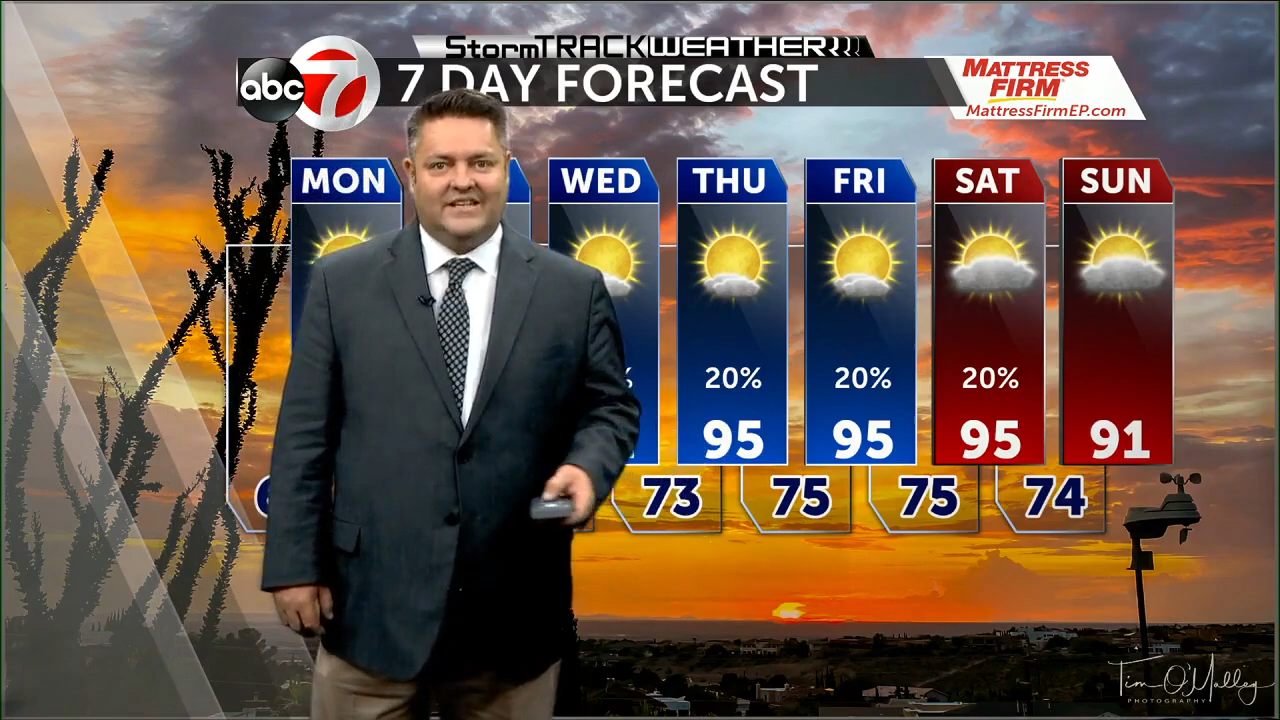 StormTRACKWEATHER
abc 7
7 DAY FORECAST
MATTRESS
FIRM
MattressFirmEP.com
MON WED THU FRI SAT SUN
20% 20% 20%
95 95 95 91
73 75 75 74
Tim O'Malley
PHOTOGRAPHY